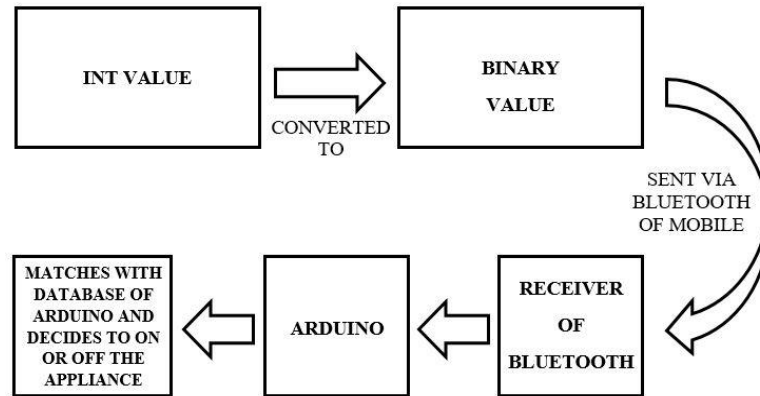 INT VALUE
CONVERTED
TO
BINARY
VALUE
SENT VIA
BLUETOOTH
OF MOBILE
RECEIVER
OF
BLUETOOTH
ARDUINO
MATCHES WITH
DATABASE OF
ARDUINO AND
DECIDES TO ON
OR OFF THE
APPLIANCE